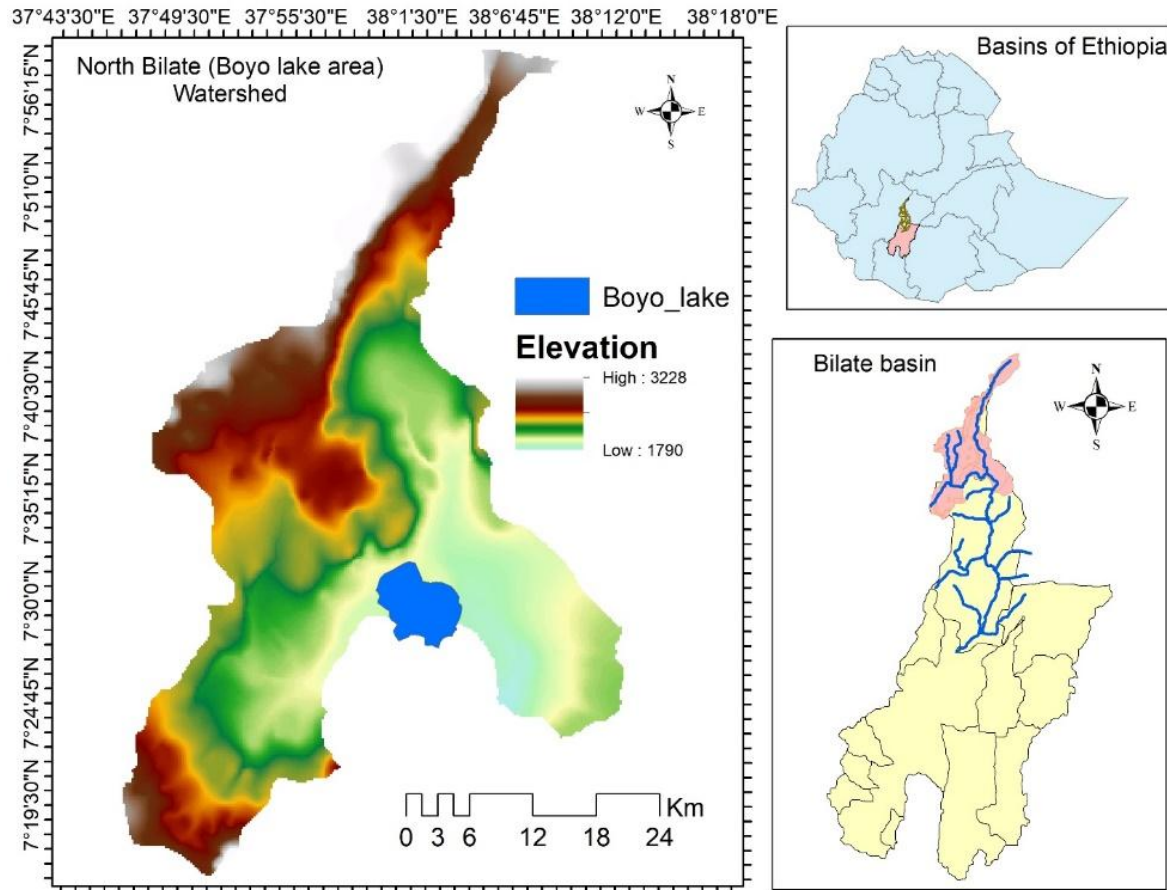 37°43'30"E 37°49'30"E 37°55'30"E 38°1'30"E 38°6'45"E 38°12'0"E 38°18'0"E
7°56'15"N
7°51'0"N
7°45'45"N
7°40'30"N
7°35'15"N
7°30'0"N
7°24'45"N
7°19'30"N
North Bilate (Boyo lake area)
Watershed
N
W E
S
Boyo_lake
Elevation
High : 3228
Low : 1790
Km
0 3 6 12 18 24
Basins of Ethiopia
Bilate basin
N
W E
S